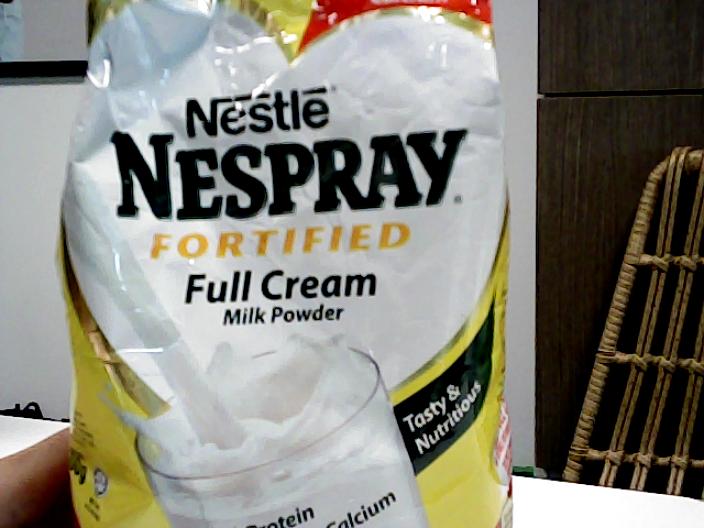 Nestlé
NESPRAY
FORTIFIED
Full Cream
Milk Powder
Tasty &
Nutritious
Protein
Calcium